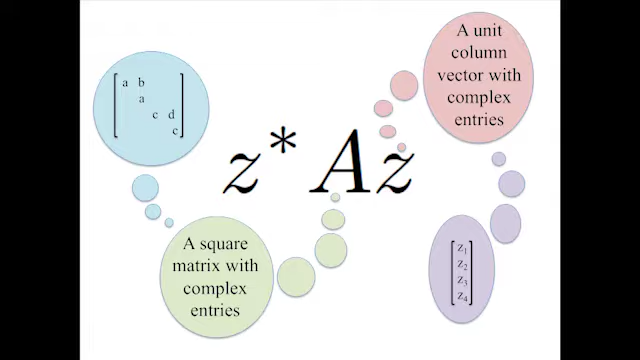 A unit
column
vector with
complex
entries
a b
a
c d
c
z* Az
A square
matrix with
complex
entries
z₁
z₂
z₃
z₄